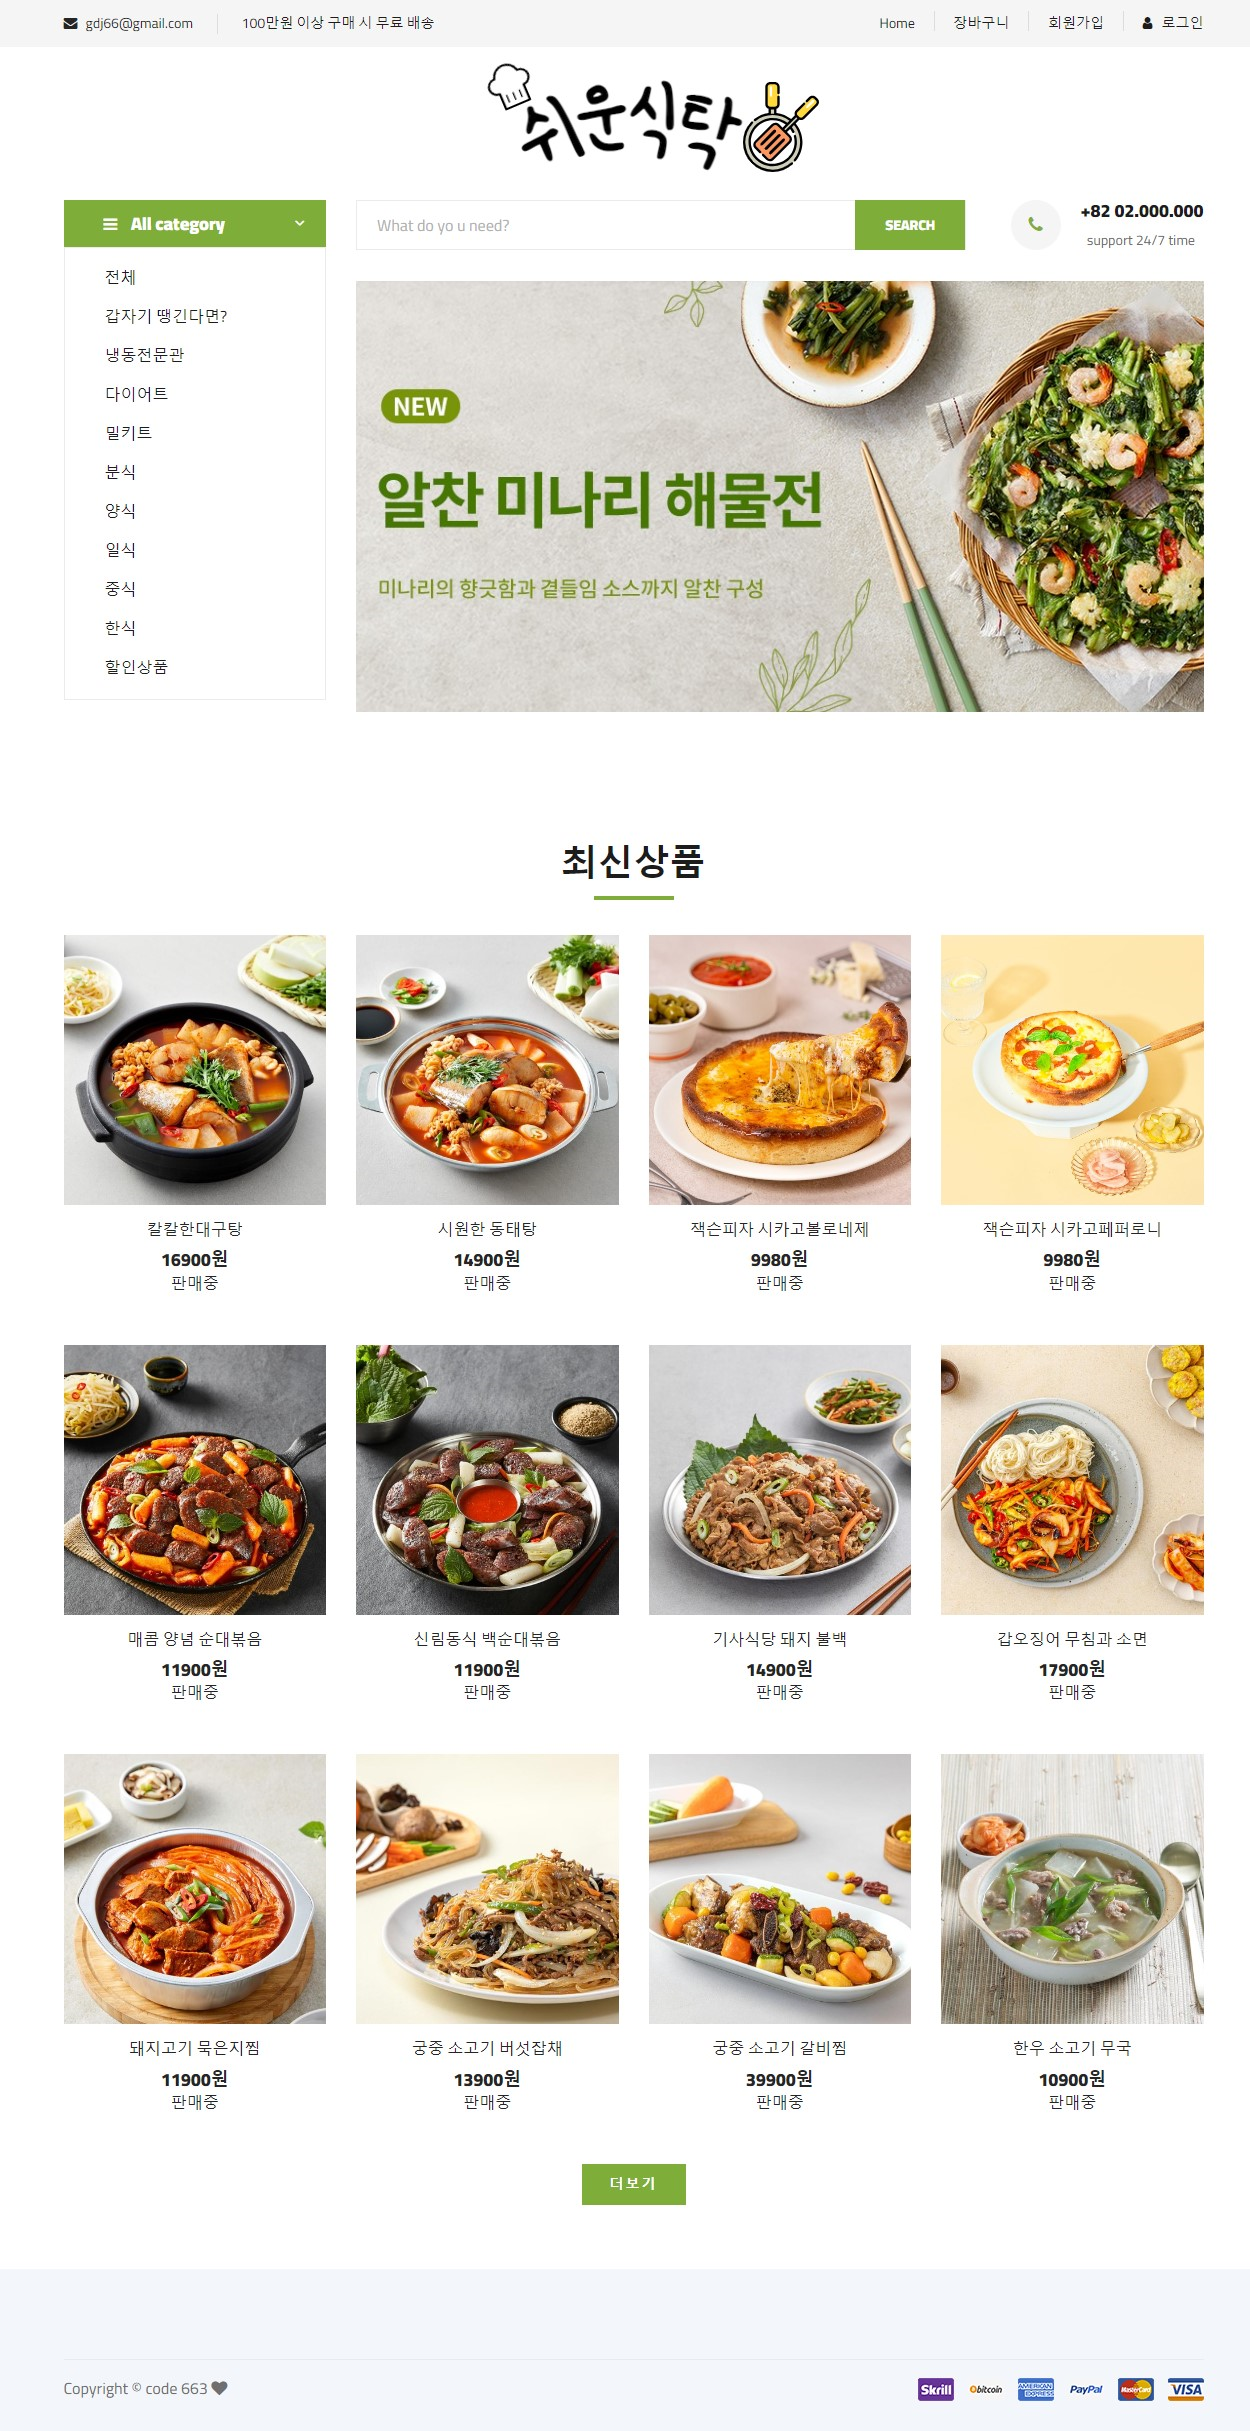 gdj66@gmail.com
100만원 이상 구매 시 무료 배송
Home
장바구니
회원가입
로그인
쉬운식탁
All category
What do yo u need?
SEARCH
+82 02.000.000
support 24/7 time
전체
갑자기 땡긴다면?
냉동전문관
다이어트
밀키트
분식
양식
일식
중식
한식
할인상품
NEW
알찬 미나리 해물전
미나리의 향긋함과 곁들임 소스까지 알찬 구성
최신상품
칼칼한대구탕
16900원
판매중
시원한 동태탕
14900원
판매중
잭슨피자 시카고볼로네제
9980원
판매중
잭슨피자 시카고페퍼로니
9980원
판매중
매콤 양념 순대볶음
11900원
판매중
신림동식 백순대볶음
11900원
판매중
기사식당 돼지 불백
14900원
판매중
갑오징어 무침과 소면
17900원
판매중
돼지고기 묵은지찜
11900원
판매중
궁중 소고기 버섯잡채
13900원
판매중
궁중 소고기 갈비찜
39900원
판매중
한우 소고기 무국
10900원
판매중
더보기
Copyright © code 663
Skrill
bitcoin
AMERICAN EXPRESS
PayPal
MasterCard
VISA